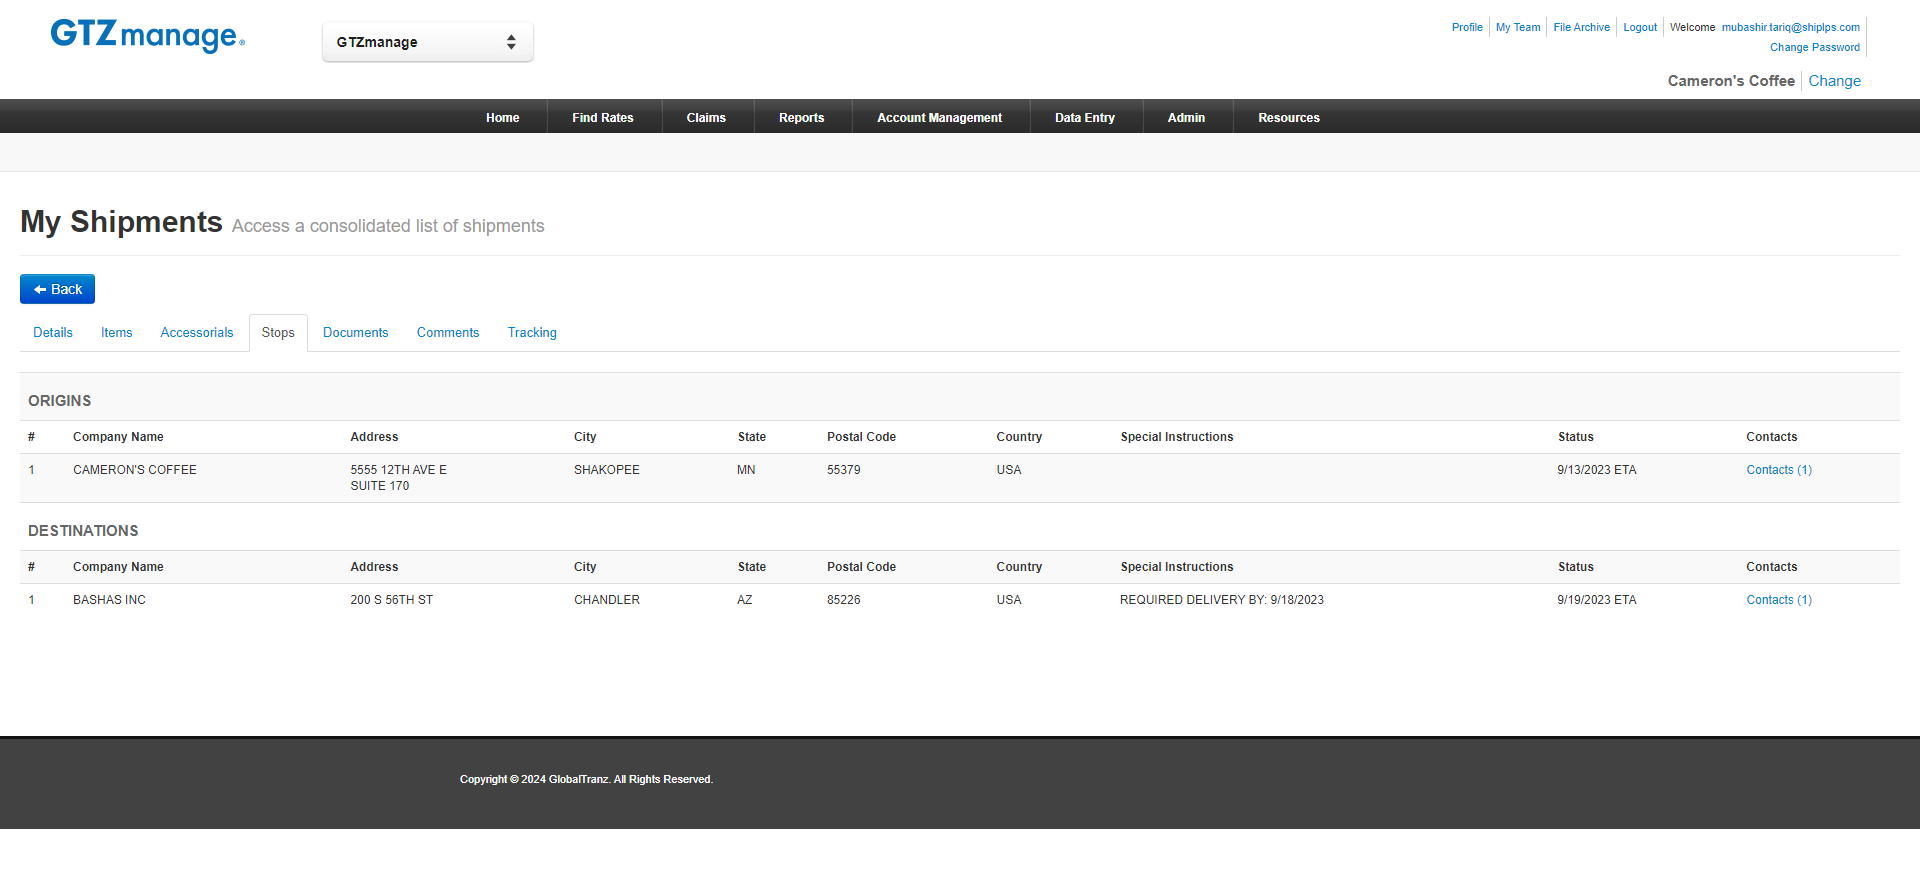 GTZmanage®
GTZmanage
Profile My Team File Archive Logout Welcome mubashir.tariq@shiplps.com
Change Password
Cameron's Coffee Change
Home Find Rates Claims Reports Account Management Data Entry Admin Resources
My Shipments Access a consolidated list of shipments
Back
Details Items Accessorials Stops Documents Comments Tracking
ORIGINS
# Company Name Address City State Postal Code Country Special Instructions Status Contacts
1 CAMERON'S COFFEE 5555 12TH AVE E SHAKOPEE MN 55379 USA 9/13/2023 ETA Contacts (1)
SUITE 170
DESTINATIONS
# Company Name Address City State Postal Code Country Special Instructions Status Contacts
1 BASHAS INC 200 S 56TH ST CHANDLER AZ 85226 USA REQUIRED DELIVERY BY: 9/18/2023 9/19/2023 ETA Contacts (1)
Copyright © 2024 GlobalTranz. All Rights Reserved.